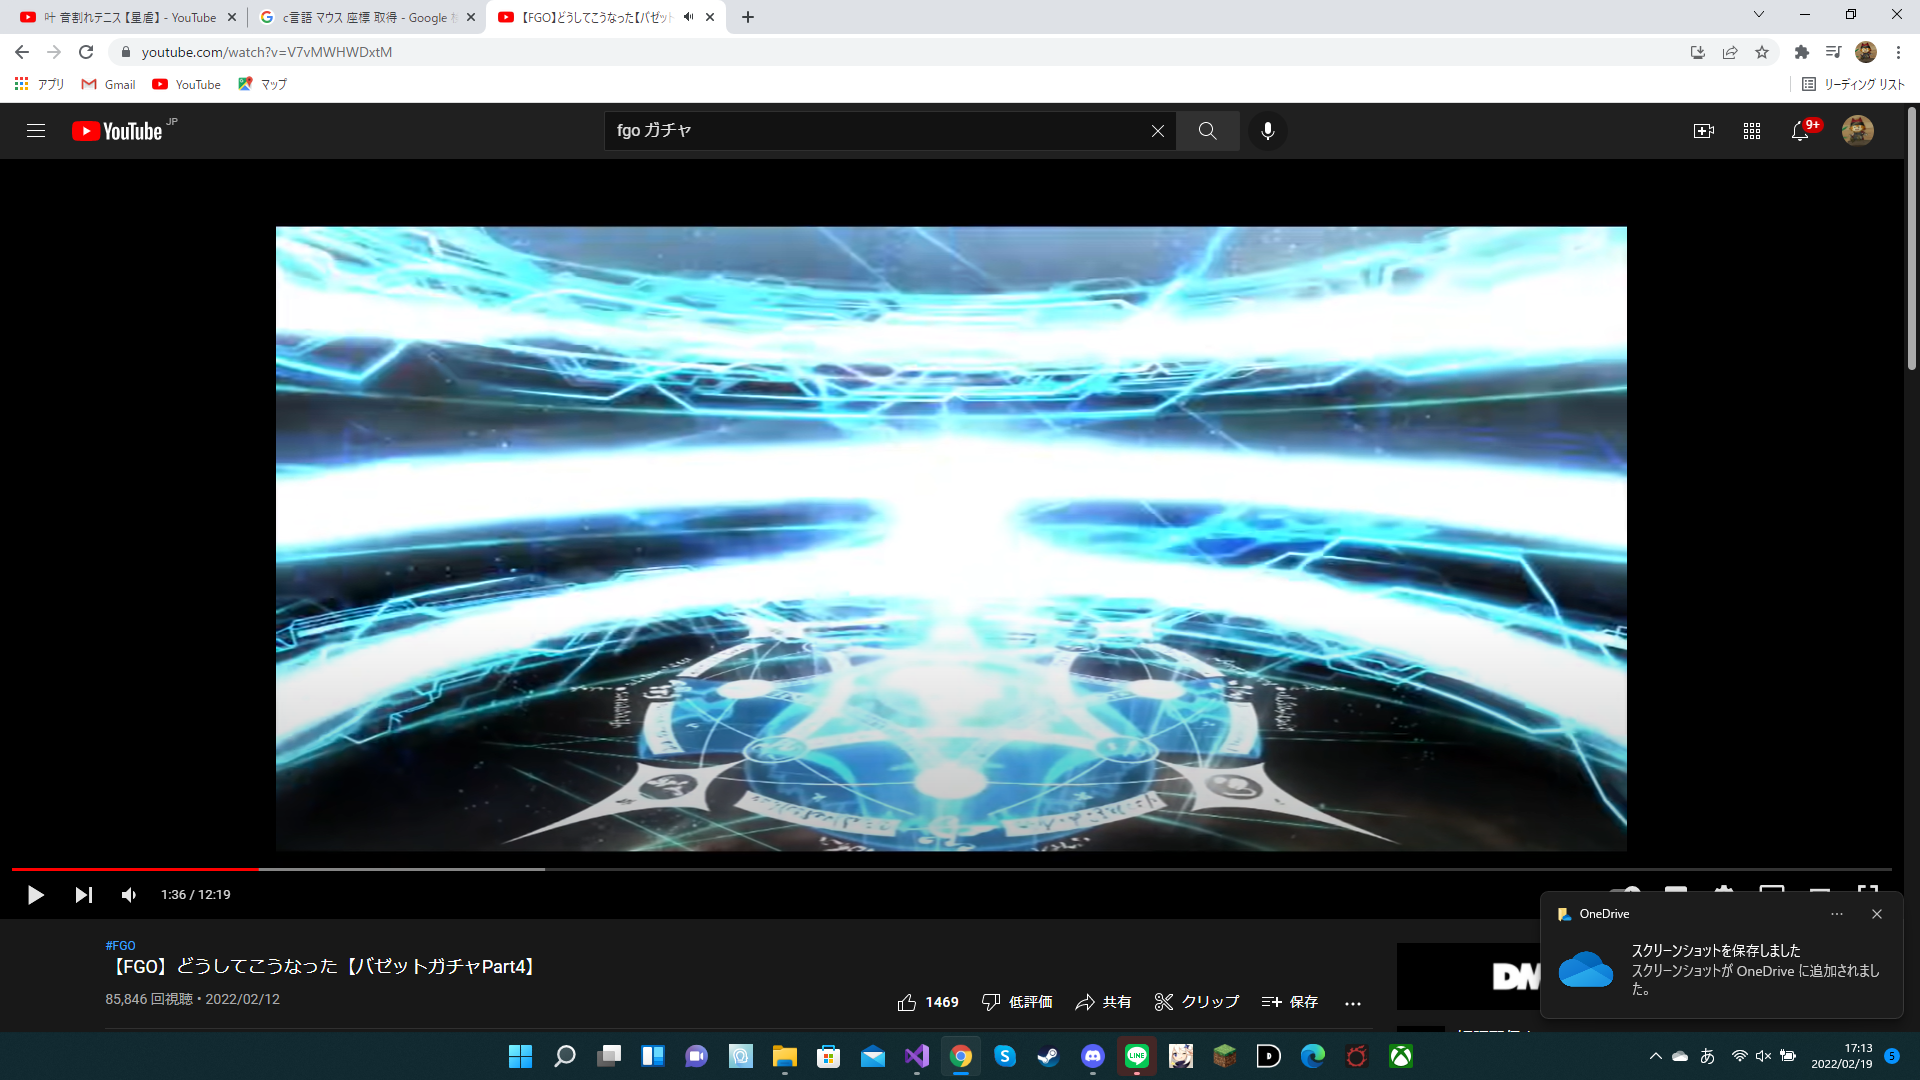 叶 音割れテニス【星虐】 - YouTube
c言語 マウス 座標 取得 - Google 
【FGO】どうしてこうなった【バゼット
youtube.com/watch?v=V7vMWHWDxtM
アプリ
Gmail
YouTube
マップ
リーディング リスト
YouTube JP
fgo ガチャ
9+
1:36 / 12:19
#FGO
【FGO】どうしてこうなった【バゼットガチャPart4】
85,846 回視聴・2022/02/12
1469
低評価
共有
クリップ
保存
OneDrive
スクリーンショットを保存しました
スクリーンショットが OneDrive に追加されまし
た。
LINE
あ
17:13
2022/02/19
5